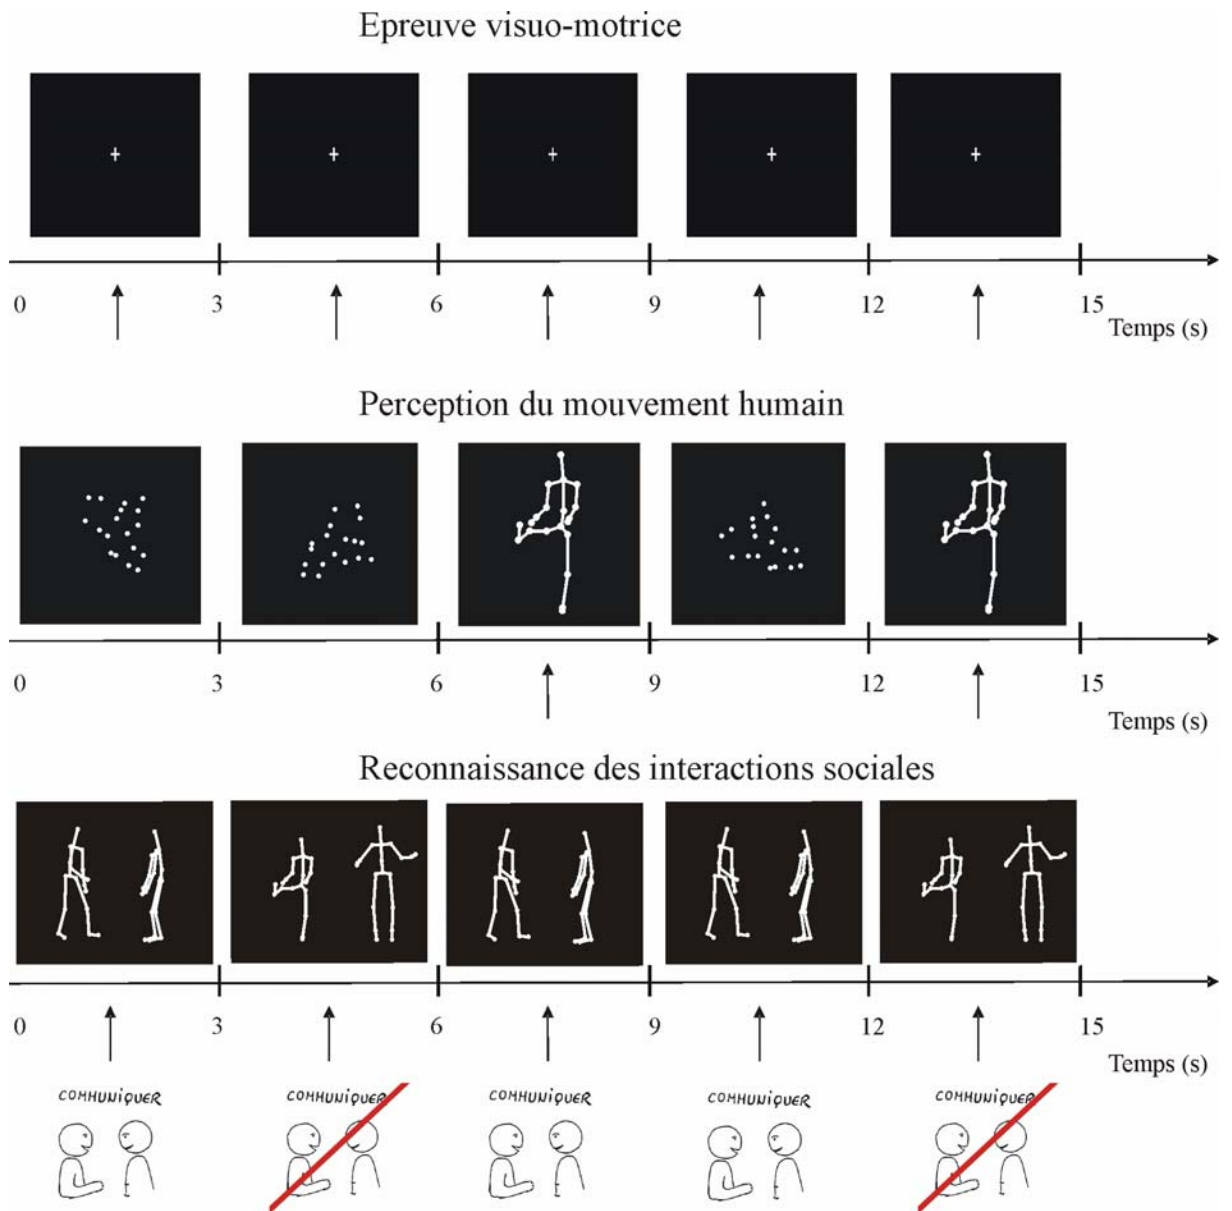 Epreuve visuo-motrice
0 3 6 9 12 15
Temps (s)
Perception du mouvement humain
0 3 6 9 12 15
Temps (s)
Reconnaissance des interactions sociales
0 3 6 9 12 15
Temps (s)
COMMUNIQUER COMMUNIQUER COMMUNIQUER COMMUNIQUER COMMUNIQUER